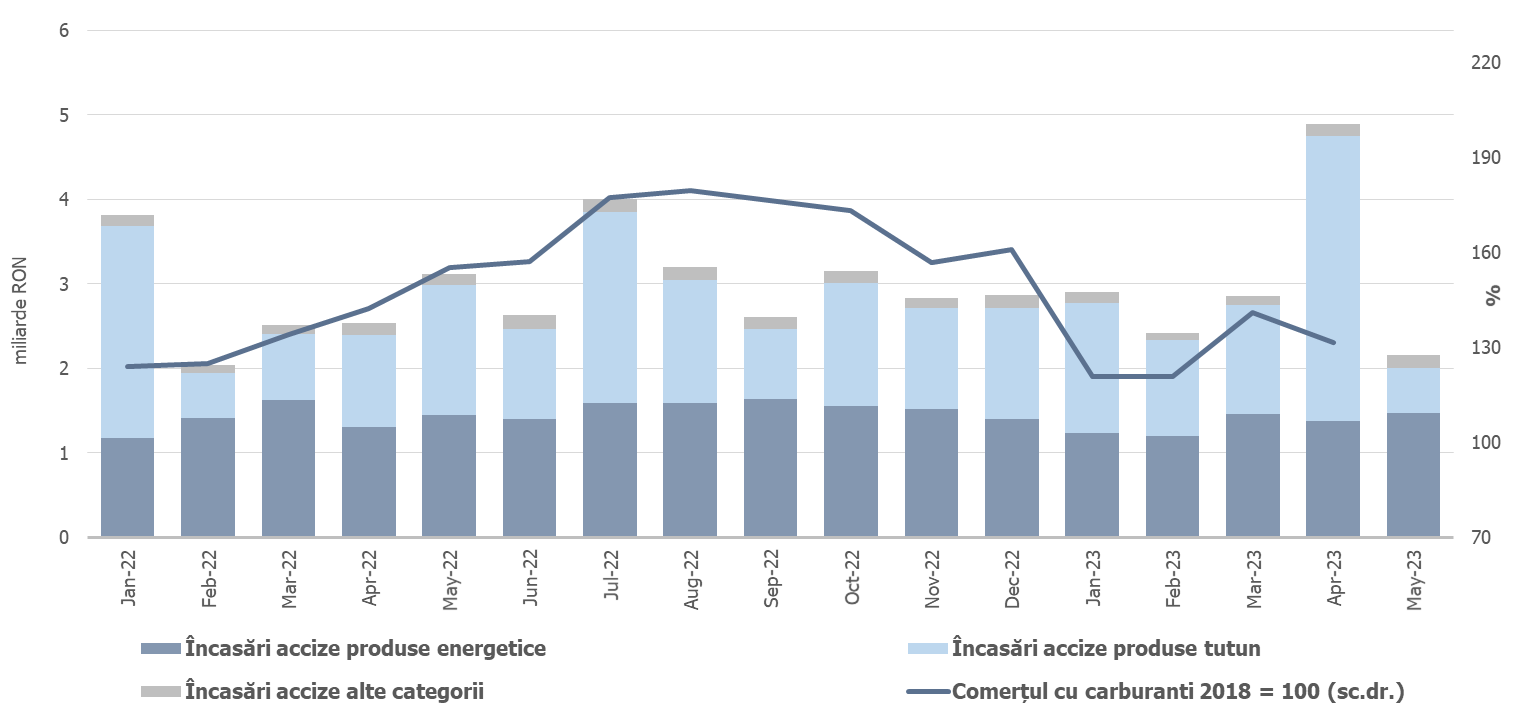 6
5
4
3
2
1
0
miliarde RON
220
190
160
130
100
70
%
Jan-22
Feb-22
Mar-22
Apr-22
May-22
Jun-22
Jul-22
Aug-22
Sep-22
Oct-22
Nov-22
Dec-22
Jan-23
Feb-23
Mar-23
Apr-23
May-23
Încasări accize produse energetice
Încasări accize produse tutun
Încasări accize alte categorii
Comerțul cu carburanti 2018 = 100 (sc.dr.)